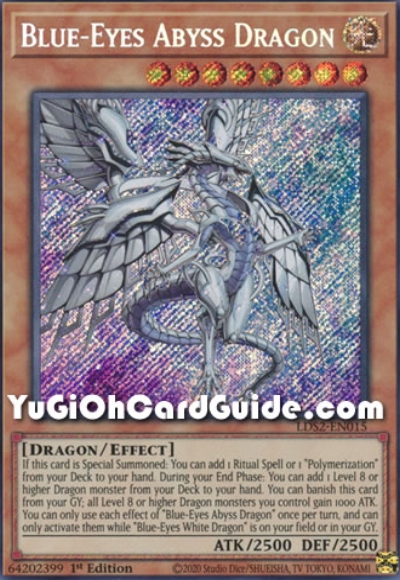 BLUE-EYES ABYSS DRAGON
YuGiOhCardGuide.com
LDS2-EN015
[DRAGON/EFFECT]
If this card is Special Summoned: You can add 1 Ritual Spell or 1 "Polymerization"
from your Deck to your hand. During your End Phase: You can add 1 Level 8 or
higher Dragon monster from your Deck to your hand. You can banish this card
from your GY; all Level 8 or higher Dragon monsters you control gain 1000 ATK.
You can only use each effect of "Blue-Eyes Abyss Dragon" once per turn, and can
only activate them while "Blue-Eyes White Dragon" is on your field or in your GY.
ATK/2500 DEF/2500
64202399 1st Edition ©2020 Studio Dice/SHUEISHA, TV TOKYO, KONAMI